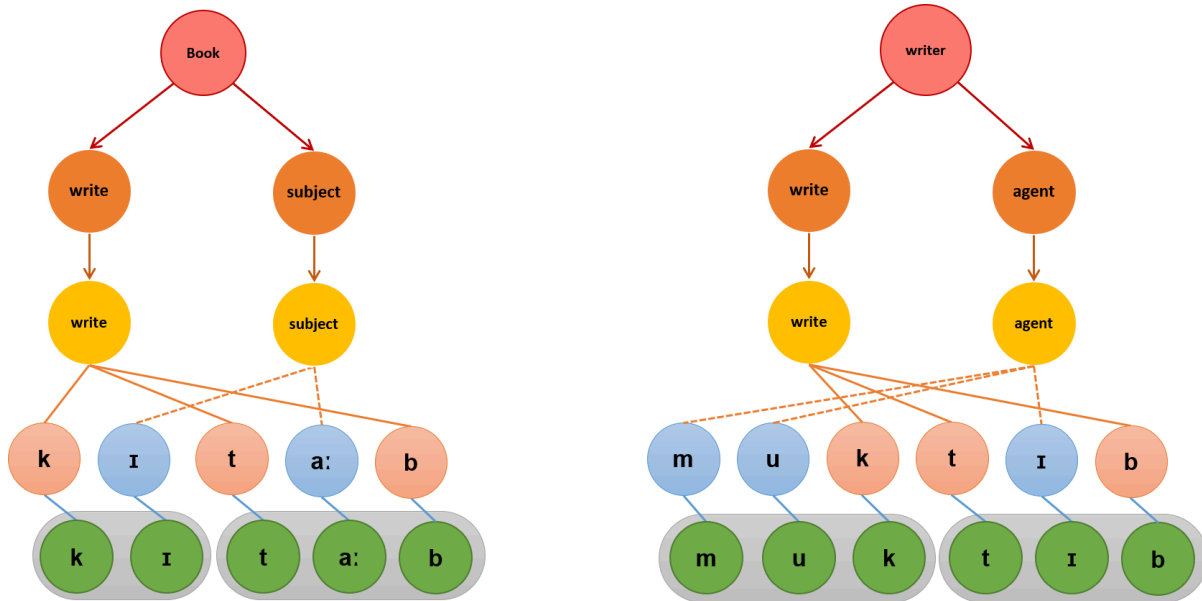 Book
writer
write
subject
write
agent
write
subject
write
agent
k
ɪ
t
aː
b
m
u
k
t
ɪ
b
k
ɪ
t
aː
b
m
u
k
t
ɪ
b